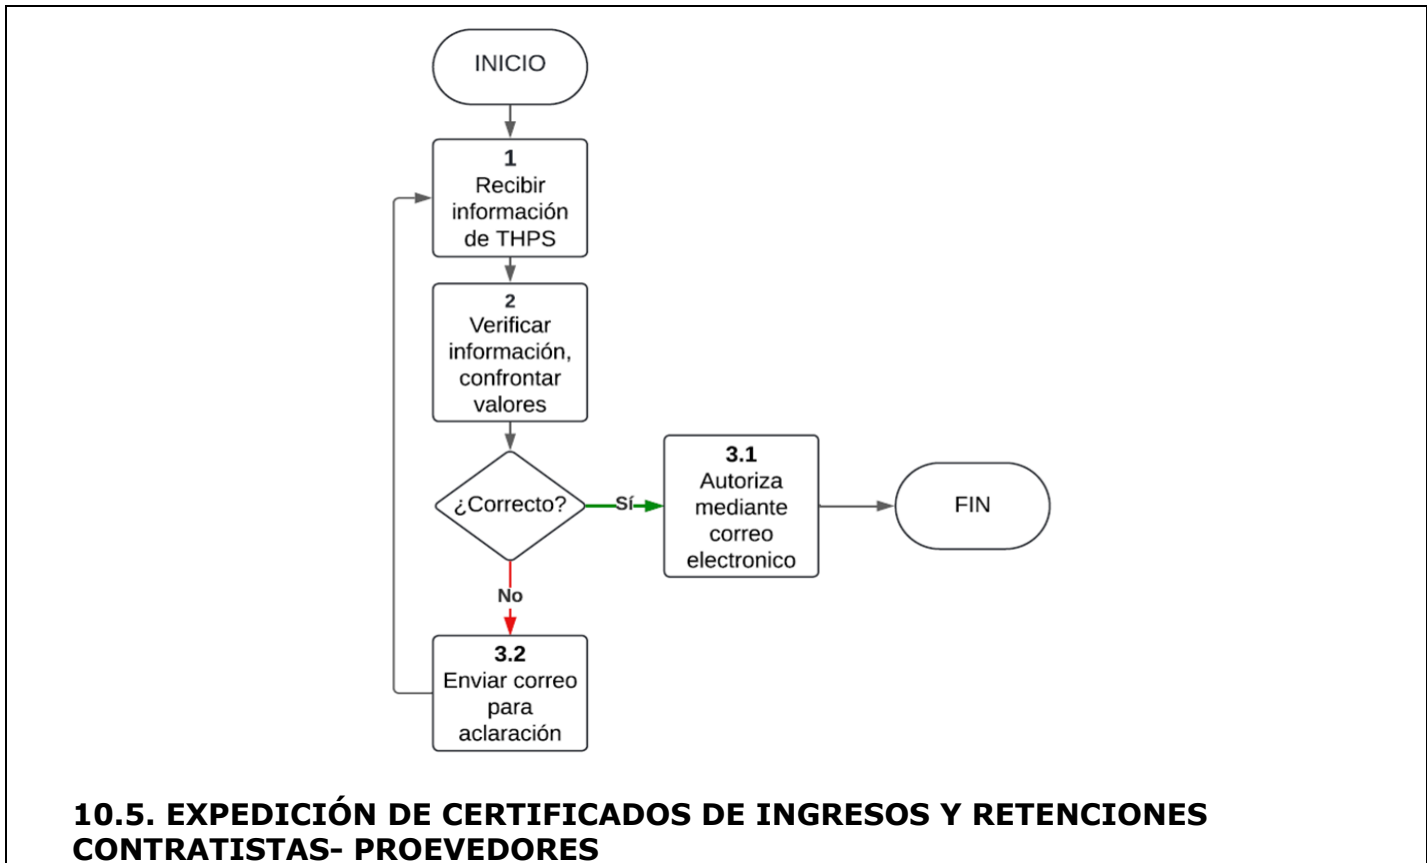 INICIO
1
Recibir
información
de THPS
2
Verificar
información,
confrontar
valores
¿Correcto?
Sí
3.1
Autoriza
mediante
correo
electronico
FIN
No
3.2
Enviar correo
para
aclaración
10.5. EXPEDICIÓN DE CERTIFICADOS DE INGRESOS Y RETENCIONES
CONTRATISTAS- PROEVEDORES